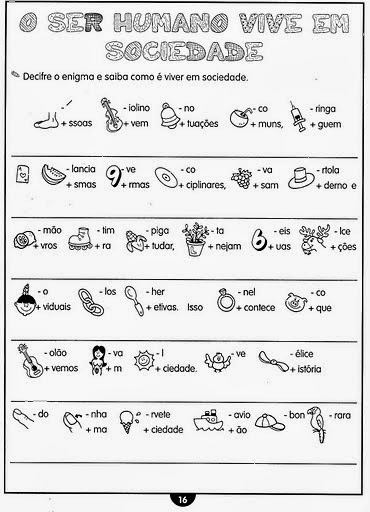 O SER HUMANO VIVE EM
SOCIEDADE
Decifre o enigma e saiba como é viver em sociedade.
- ´ - iolino - no - co - ringa
+ ssoas + vem + tuações + muns, + guem
- lancia 9 - ve - co - va - rtola
+ smas + rmas + ciplinares, + sam + derno e
- mão - tim - piga - ta 6 - eis - lce
+ vros + ra + tudar, + nejam + uas + ções
- o - los - her - nel - co
+ viduais + etivas. Isso + contece + que
- olão - va - l - ve - élice
+ vemos + m + ciedade. + istória
- do - nha - rvete - avio - bon - rara
+ ma + ciedade + ão
16